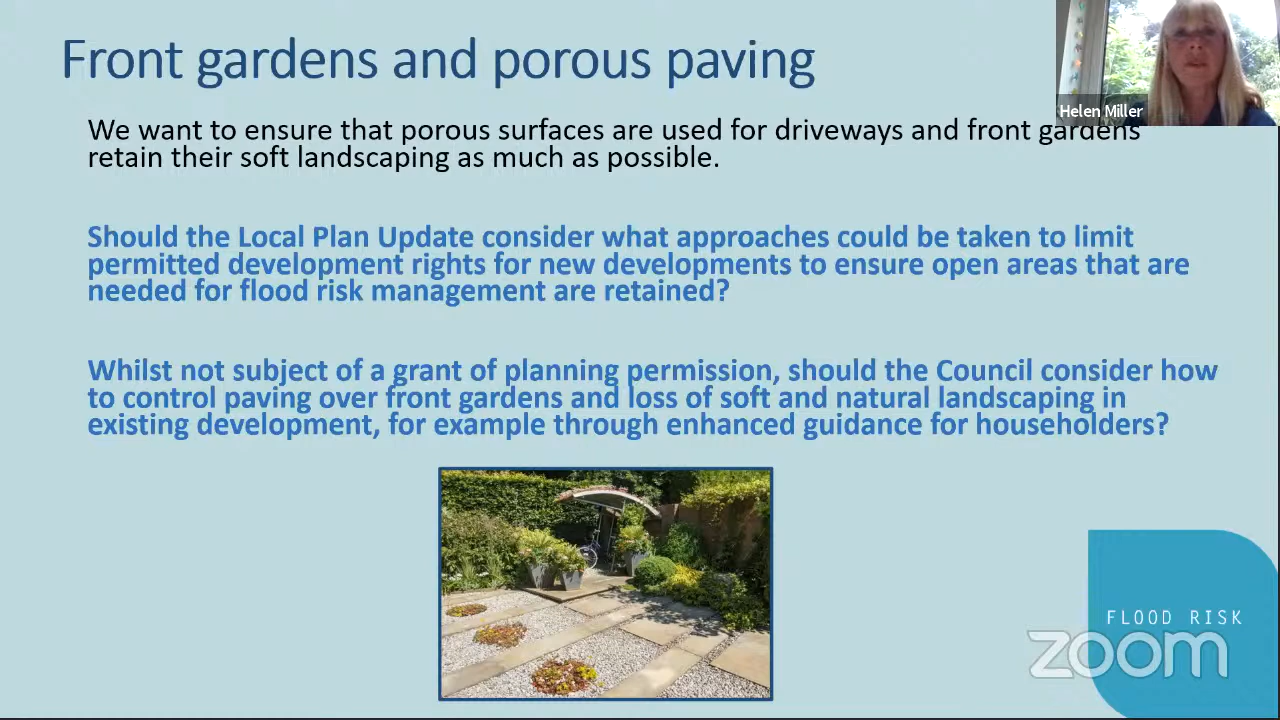 Front gardens and porous paving
Helen Miller
We want to ensure that porous surfaces are used for driveways and front gardens
retain their soft landscaping as much as possible.
Should the Local Plan Update consider what approaches could be taken to limit
permitted development rights for new developments to ensure open areas that are
needed for flood risk management are retained?
Whilst not subject of a grant of planning permission, should the Council consider how
to control paving over front gardens and loss of soft and natural landscaping in
existing development, for example through enhanced guidance for householders?
FLOOD RISK
zoom